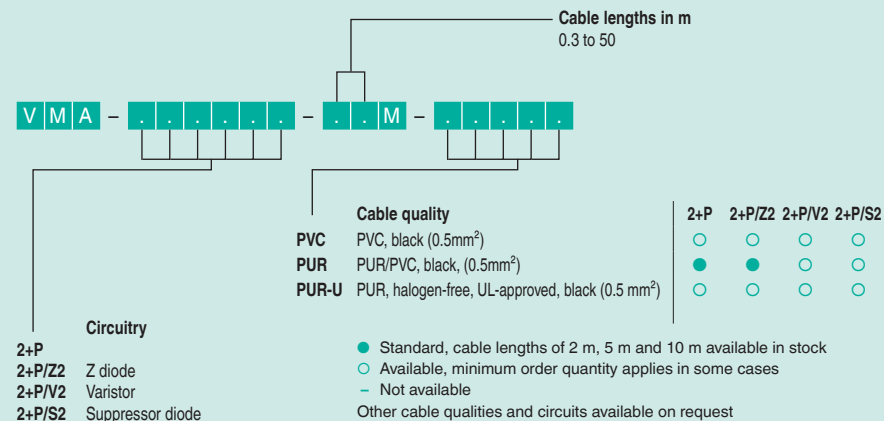 Cable lengths in m
0.3 to 50
V M A – . . . . . . – . . M – . . . . .
Cable quality 2+P 2+P/Z2 2+P/V2 2+P/S2
PVC PVC, black (0.5mm²) ○ ○ ○ ○
PUR PUR/PVC, black, (0.5mm²) ● ● ○ ○
PUR-U PUR, halogen-free, UL-approved, black (0.5 mm²) ○ ○ ○ ○
Circuitry
2+P
2+P/Z2 Z diode
2+P/V2 Varistor
2+P/S2 Suppressor diode
● Standard, cable lengths of 2 m, 5 m and 10 m available in stock
○ Available, minimum order quantity applies in some cases
– Not available
Other cable qualities and circuits available on request